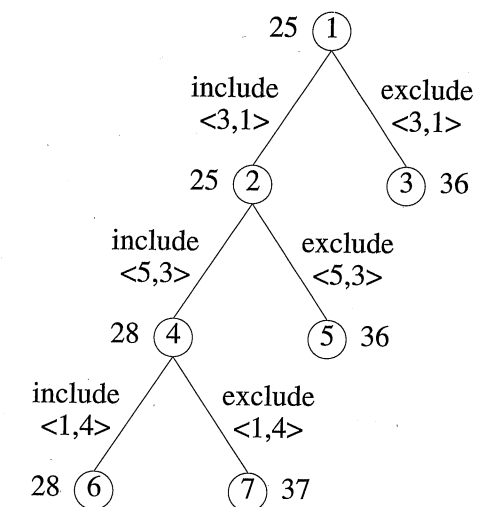 25 1
include exclude
<3,1> <3,1>
25 2 3 36
include exclude
<5,3> <5,3>
28 4 5 36
include exclude
<1,4> <1,4>
28 6 7 37